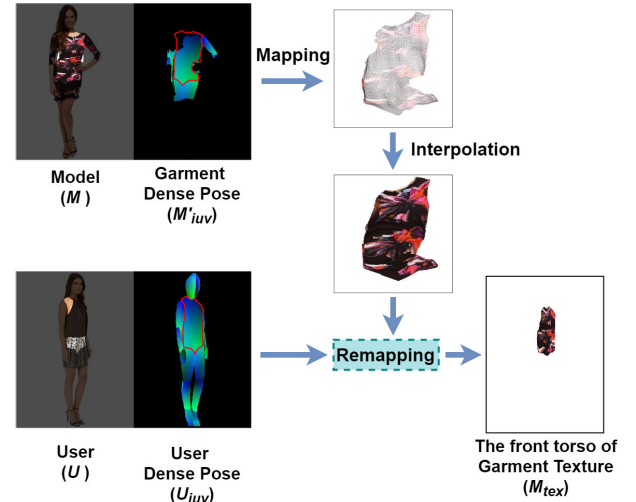 Mapping
Model
(M )
Garment
Dense Pose
(M'iuv)
Interpolation
Remapping
User
(U )
User
Dense Pose
(Uiuv)
The front torso of
Garment Texture
(Mtex)